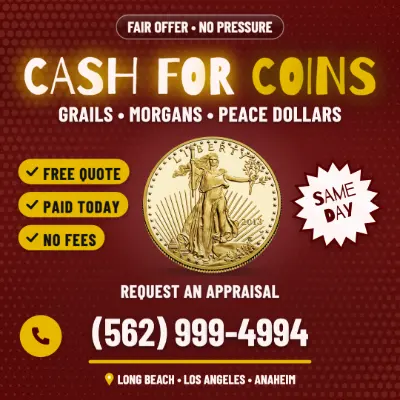 FAIR OFFER • NO PRESSURE
CASH FOR COINS
GRAILS • MORGANS • PEACE DOLLARS
FREE QUOTE
PAID TODAY
NO FEES
LIBERTY
2013
SAME
DAY
REQUEST AN APPRAISAL
(562) 999-4994
LONG BEACH • LOS ANGELES • ANAHEIM